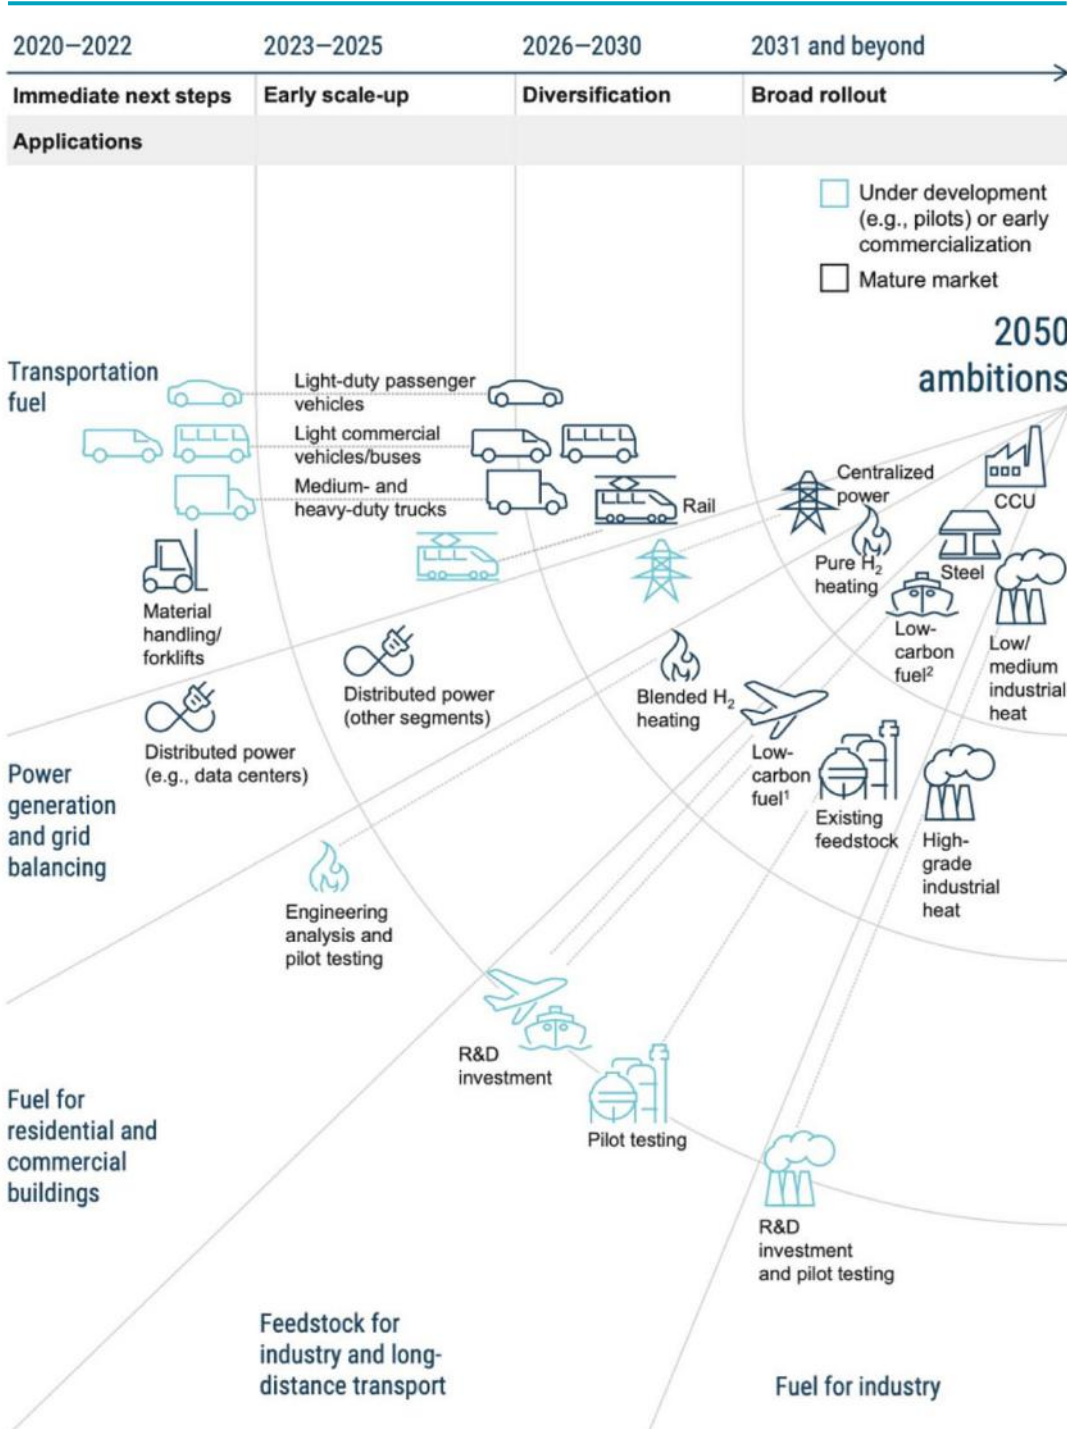 2020–2022
2023–2025
2026–2030
2031 and beyond
Immediate next steps
Early scale-up
Diversification
Broad rollout
Applications
Under development
(e.g., pilots) or early
commercialization
Mature market
2050
ambitions
Transportation
fuel
Light-duty passenger
vehicles
Light commercial
vehicles/buses
Medium- and
heavy-duty trucks
Rail
Material
handling/
forklifts
Centralized
power
CCU
Pure H₂
heating
Steel
Low-
carbon
fuel²
Low/
medium
industrial
heat
Distributed power
(other segments)
Distributed power
(e.g., data centers)
Blended H₂
heating
Low-
carbon
fuel¹
Existing
feedstock
High-
grade
industrial
heat
Power
generation
and grid
balancing
Engineering
analysis and
pilot testing
R&D
investment
Pilot testing
R&D
investment
and pilot testing
Fuel for
residential and
commercial
buildings
Feedstock for
industry and long-
distance transport
Fuel for industry